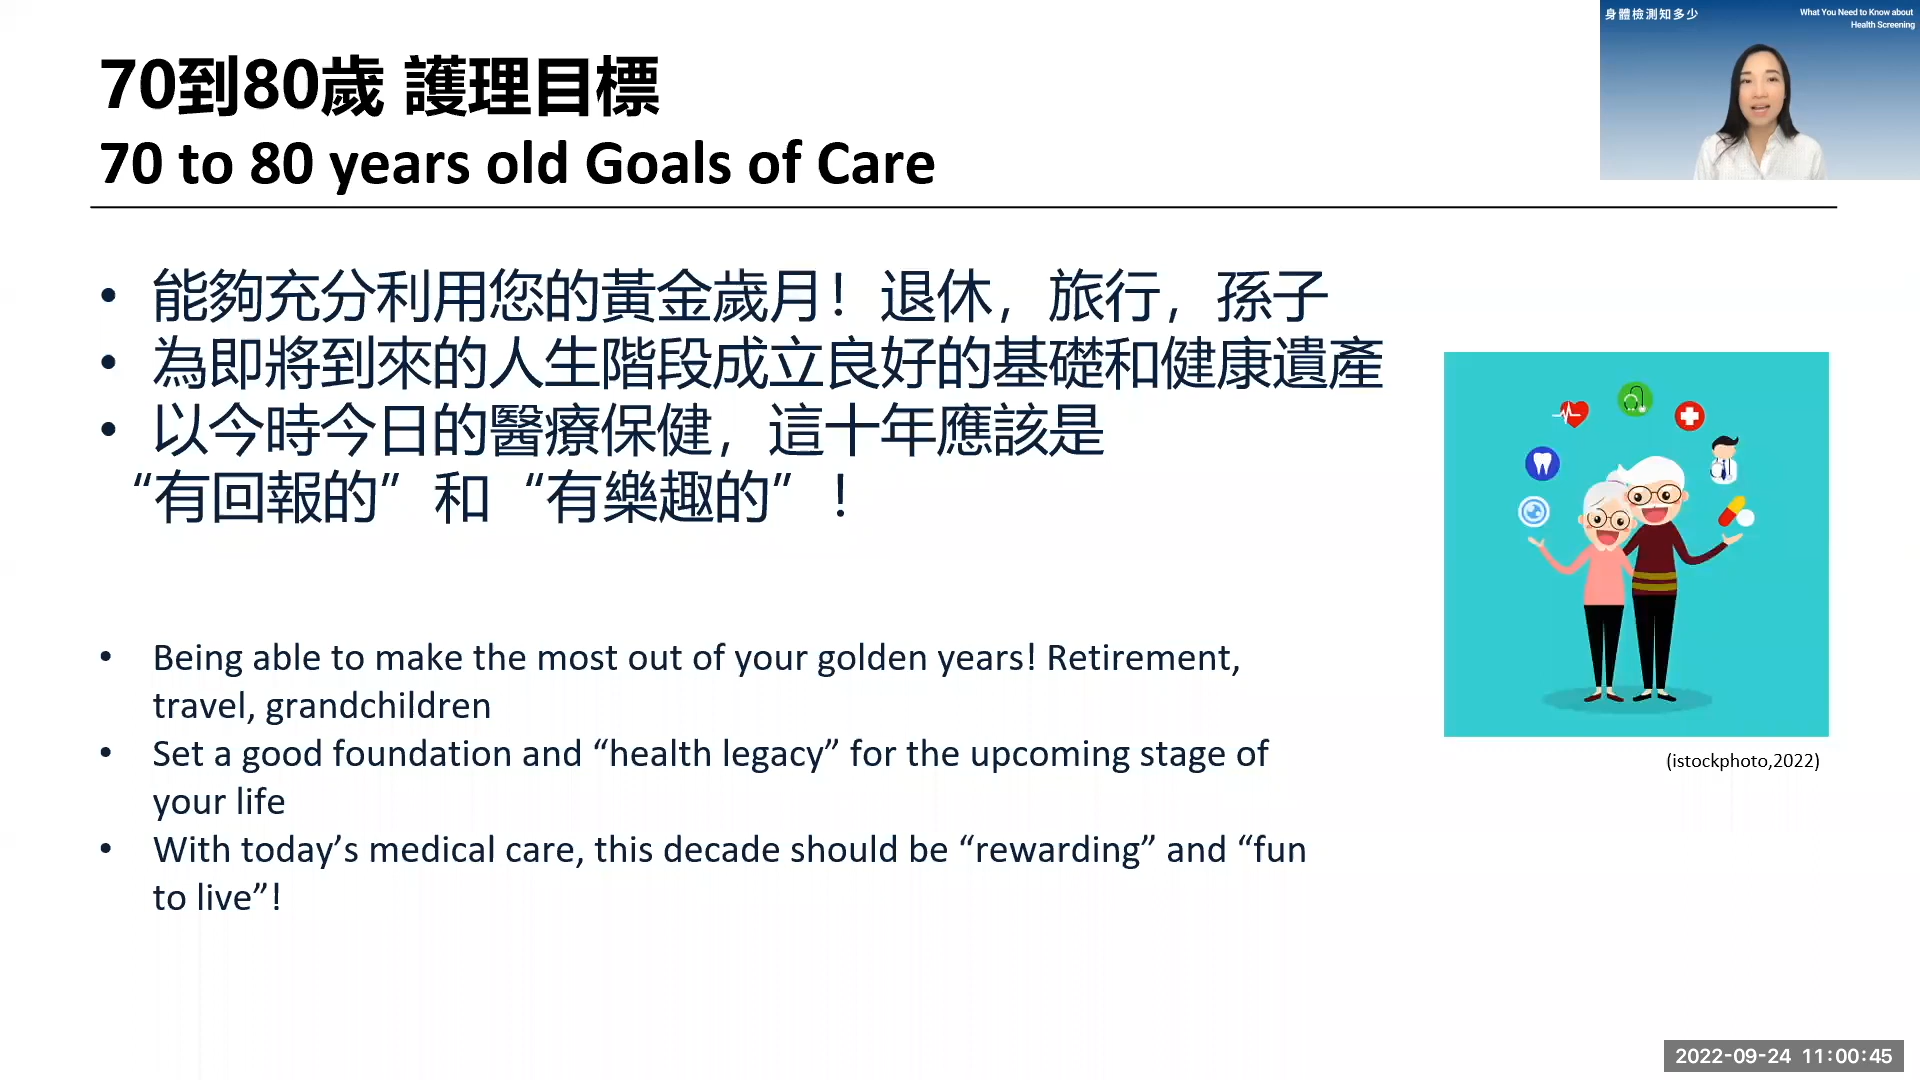 身體檢測知多少
What You Need to Know about
Health Screening
70到80歲 護理目標
70 to 80 years old Goals of Care
• 能夠充分利用您的黃金歲月！退休，旅行，孫子
• 為即將到來的人生階段成立良好的基礎和健康遺產
• 以今時今日的醫療保健，這十年應該是
“有回報的”和“有樂趣的”！
• Being able to make the most out of your golden years! Retirement,
travel, grandchildren
• Set a good foundation and “health legacy” for the upcoming stage of
your life
• With today’s medical care, this decade should be “rewarding” and “fun
to live”!
(istockphoto,2022)
2022-09-24 11:00:45